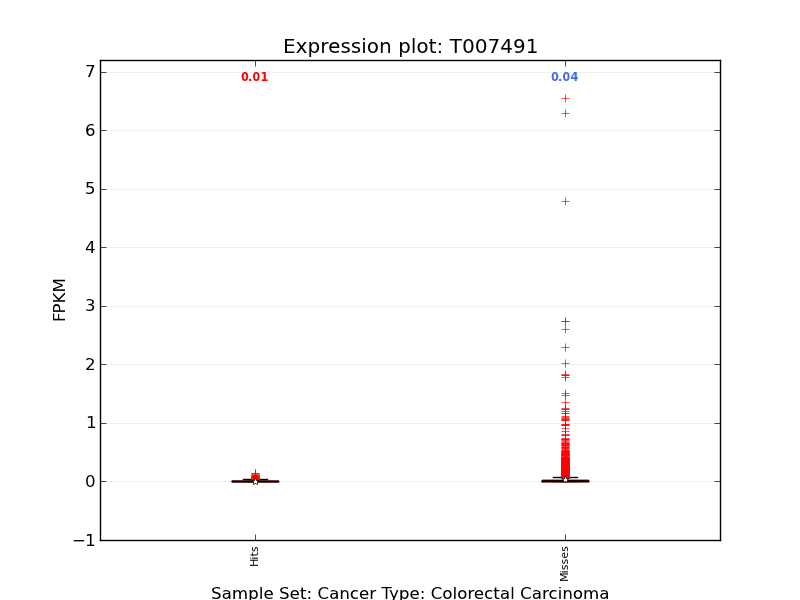 Expression plot: T007491
0.01
0.04
7
6
5
4
3
2
1
0
−1
FPKM
Hits
Misses
Sample Set: Cancer Type: Colorectal Carcinoma